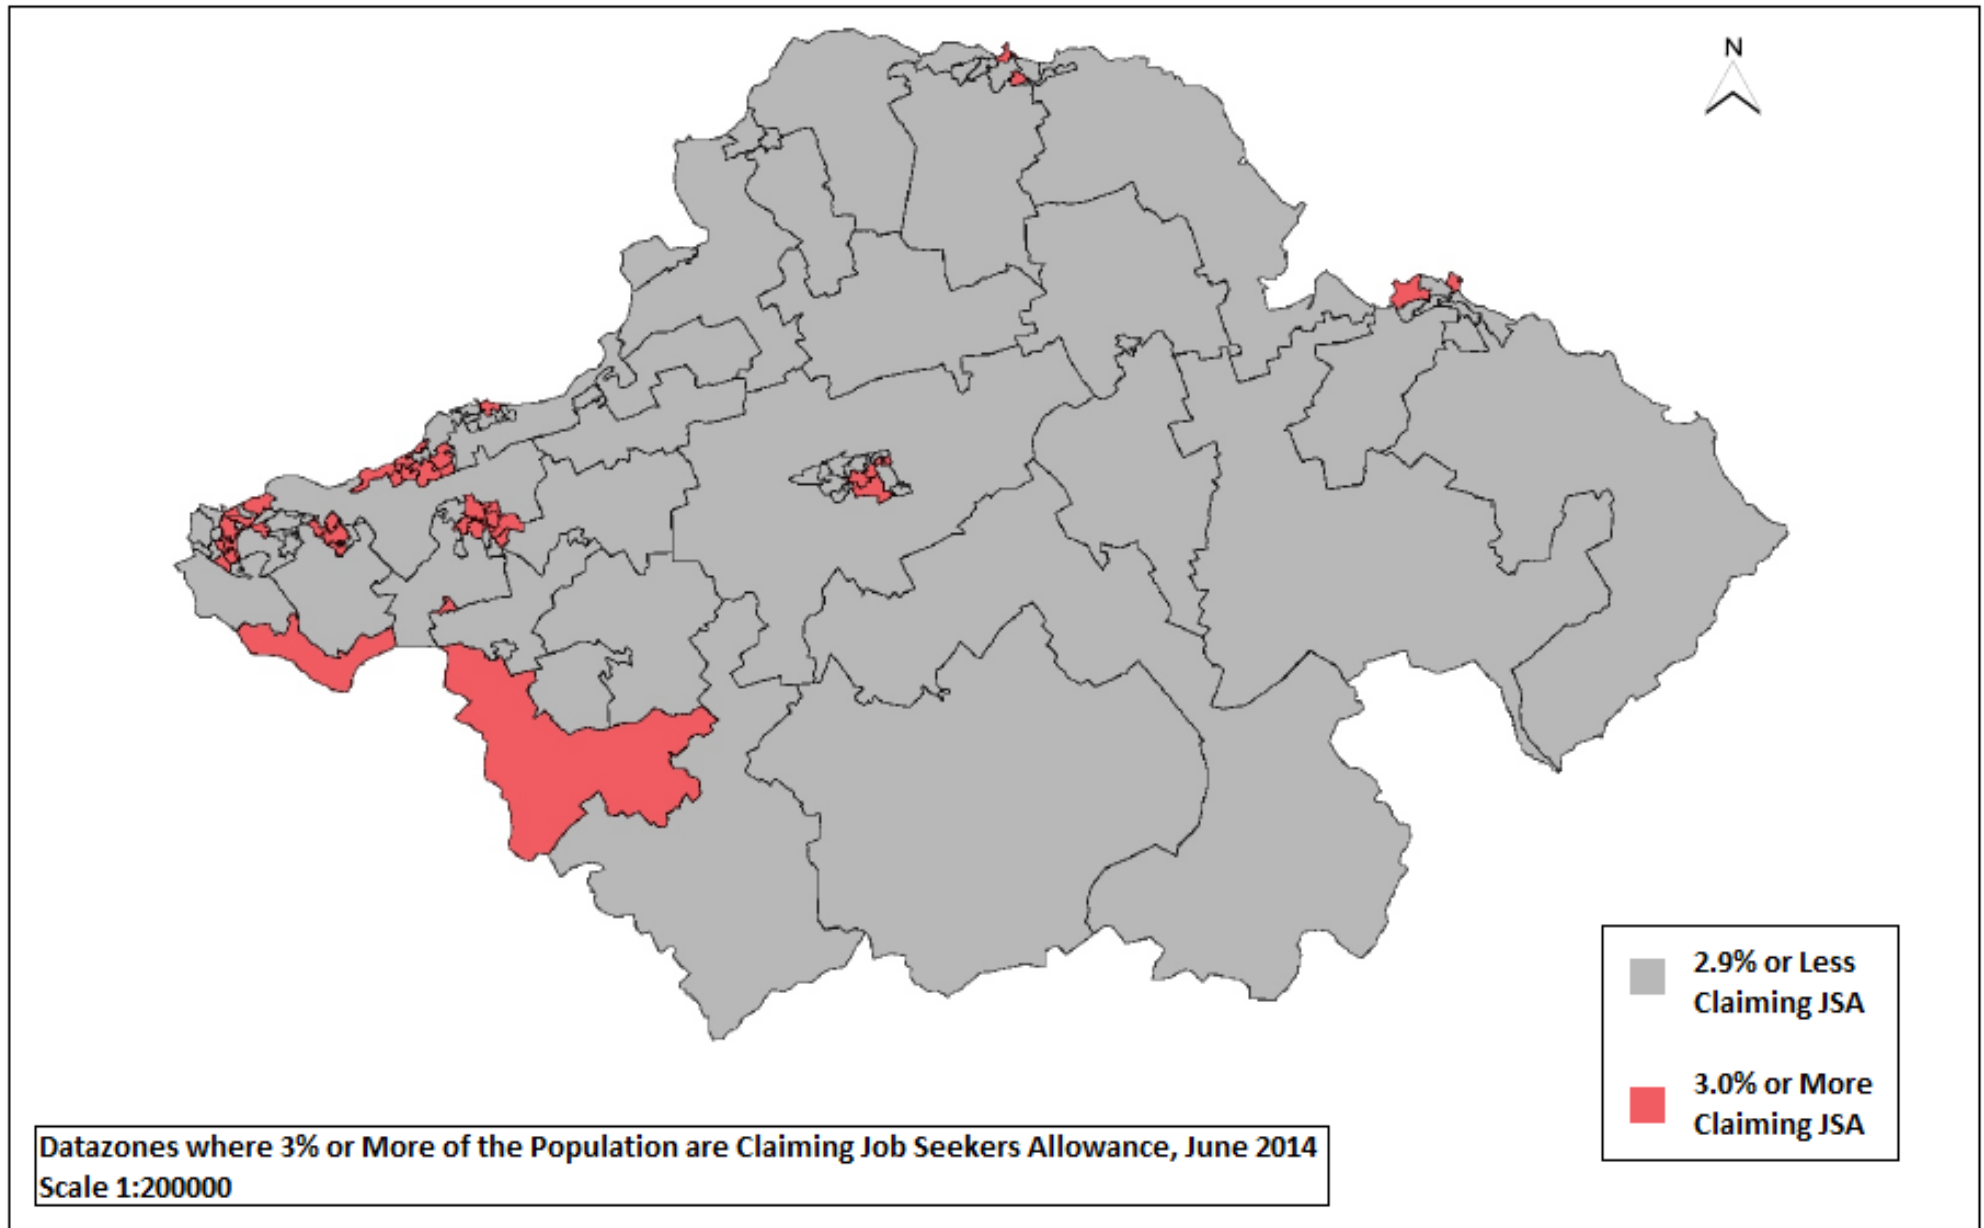 N
2.9% or Less
Claiming JSA
3.0% or More
Claiming JSA
Datazones where 3% or More of the Population are Claiming Job Seekers Allowance, June 2014
Scale 1:200000